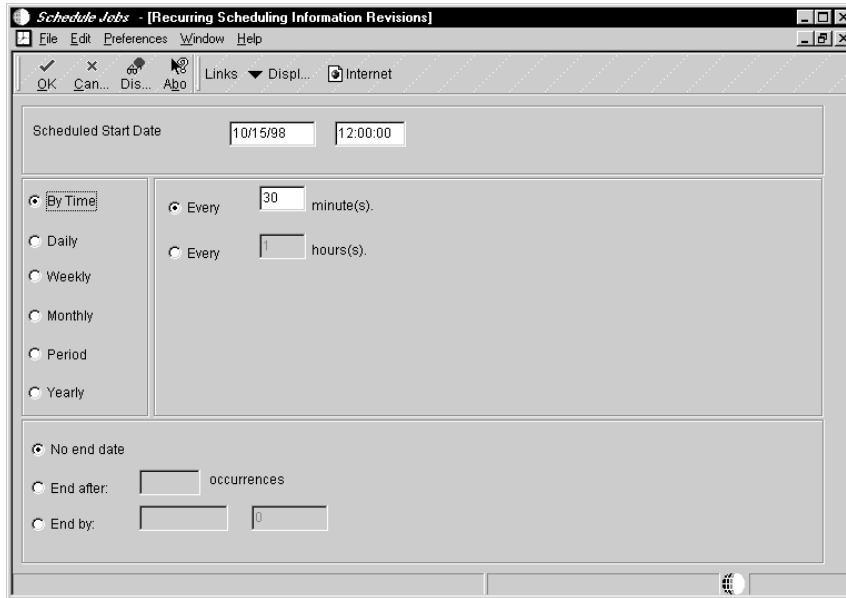 Schedule Jobs - [Recurring Scheduling Information Revisions]
File Edit Preferences Window Help
OK Can... Dis... Abo Links Displ... Internet
Scheduled Start Date 10/15/98 12:00:00
By Time
Every 30 minute(s).
Daily
Every 1 hours(s).
Weekly
Monthly
Period
Yearly
No end date
End after: occurrences
End by: 0